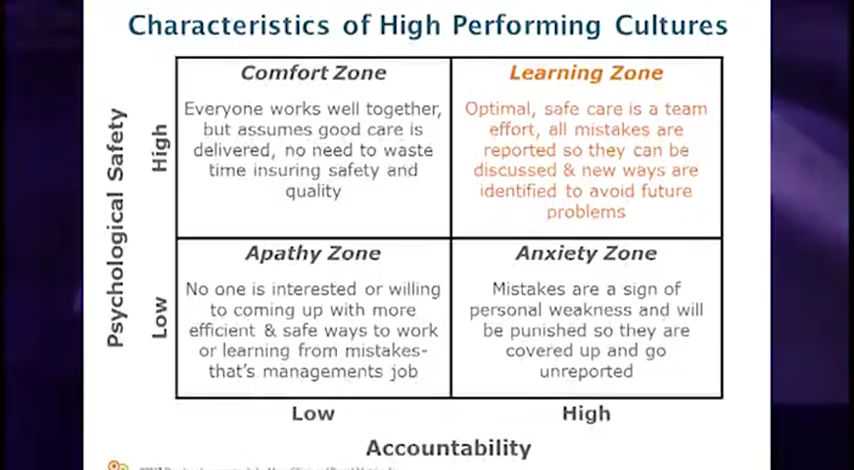 Characteristics of High Performing Cultures
Psychological Safety
High
Comfort Zone
Everyone works well together,
but assumes good care is
delivered, no need to waste
time insuring safety and
quality
Learning Zone
Optimal, safe care is a team
effort, all mistakes are
reported so they can be
discussed & new ways are
identified to avoid future
problems
Low
Apathy Zone
No one is interested or willing
to coming up with more
efficient & safe ways to work
or learning from mistakes-
that's managements job
Anxiety Zone
Mistakes are a sign of
personal weakness and will
be punished so they are
covered up and go
unreported
Low
High
Accountability